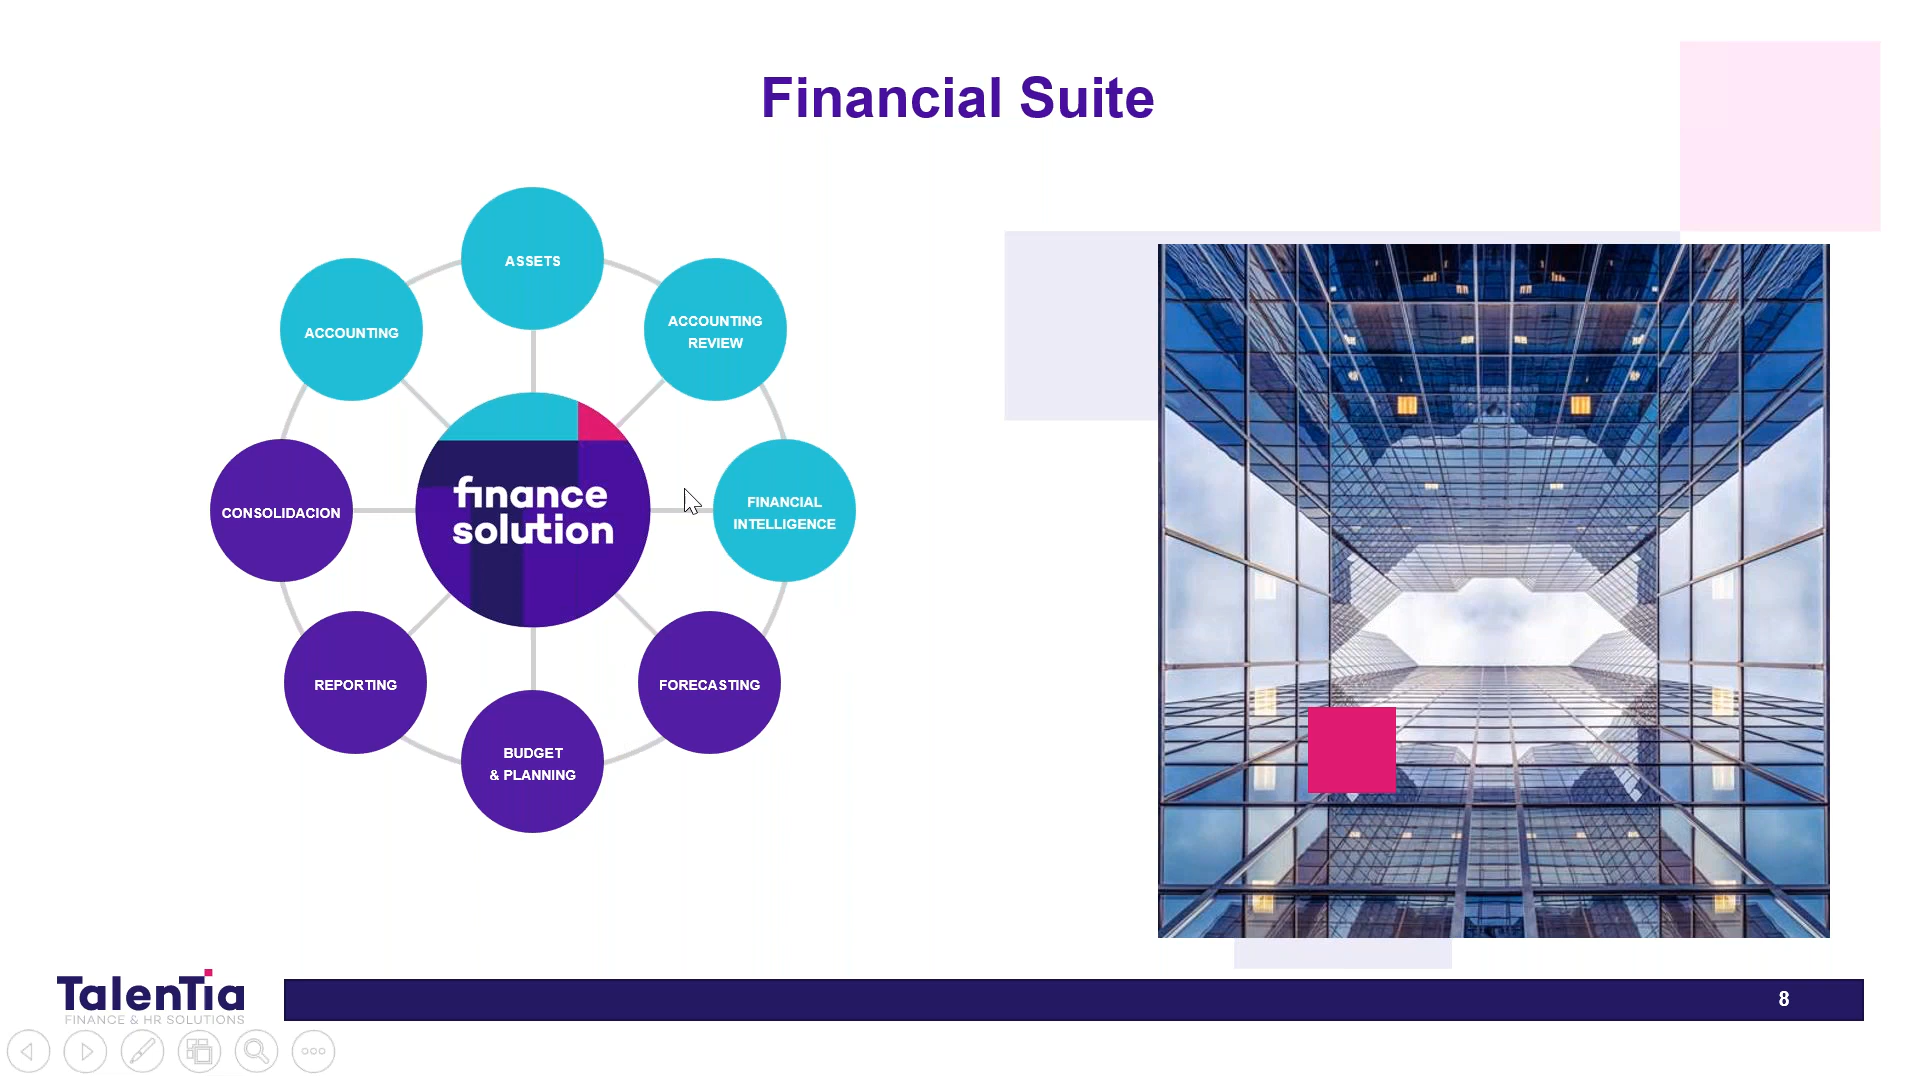 Financial Suite
ASSETS
ACCOUNTING
ACCOUNTING
REVIEW
CONSOLIDACION
finance
solution
FINANCIAL
INTELLIGENCE
REPORTING
FORECASTING
BUDGET
& PLANNING
TalenTia
FINANCE & HR SOLUTIONS
8